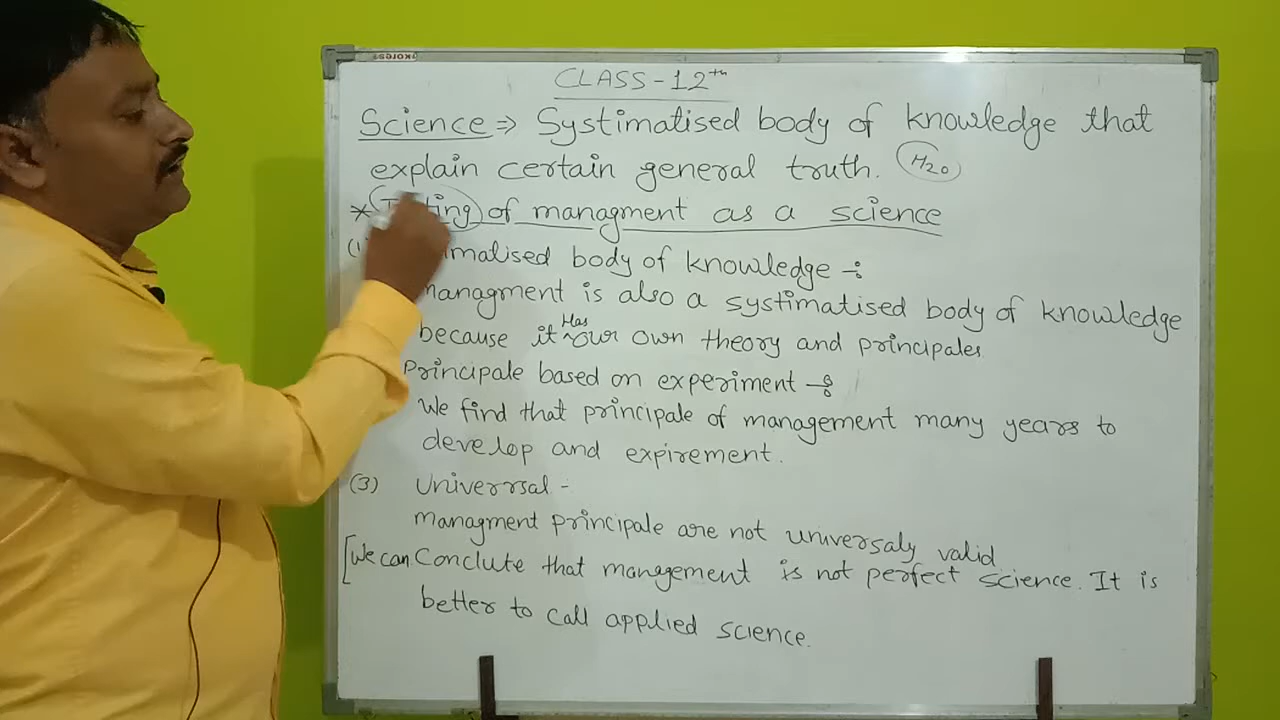 CLASS-12th
Science ⇒ Systimatised body of knowledge that
explain certain general truth. H2O
* of managment as a science
body of knowledge -:
managment is also a systimatised body of knowledge
because it Has our own theory and principales
Principale based on experiment -:
We find that principale of management many years to
develop and expirement.
(3) Universal -
managment principale are not universaly valid
[We can Conclute that management is not perfect science. It is
better to call applied science.